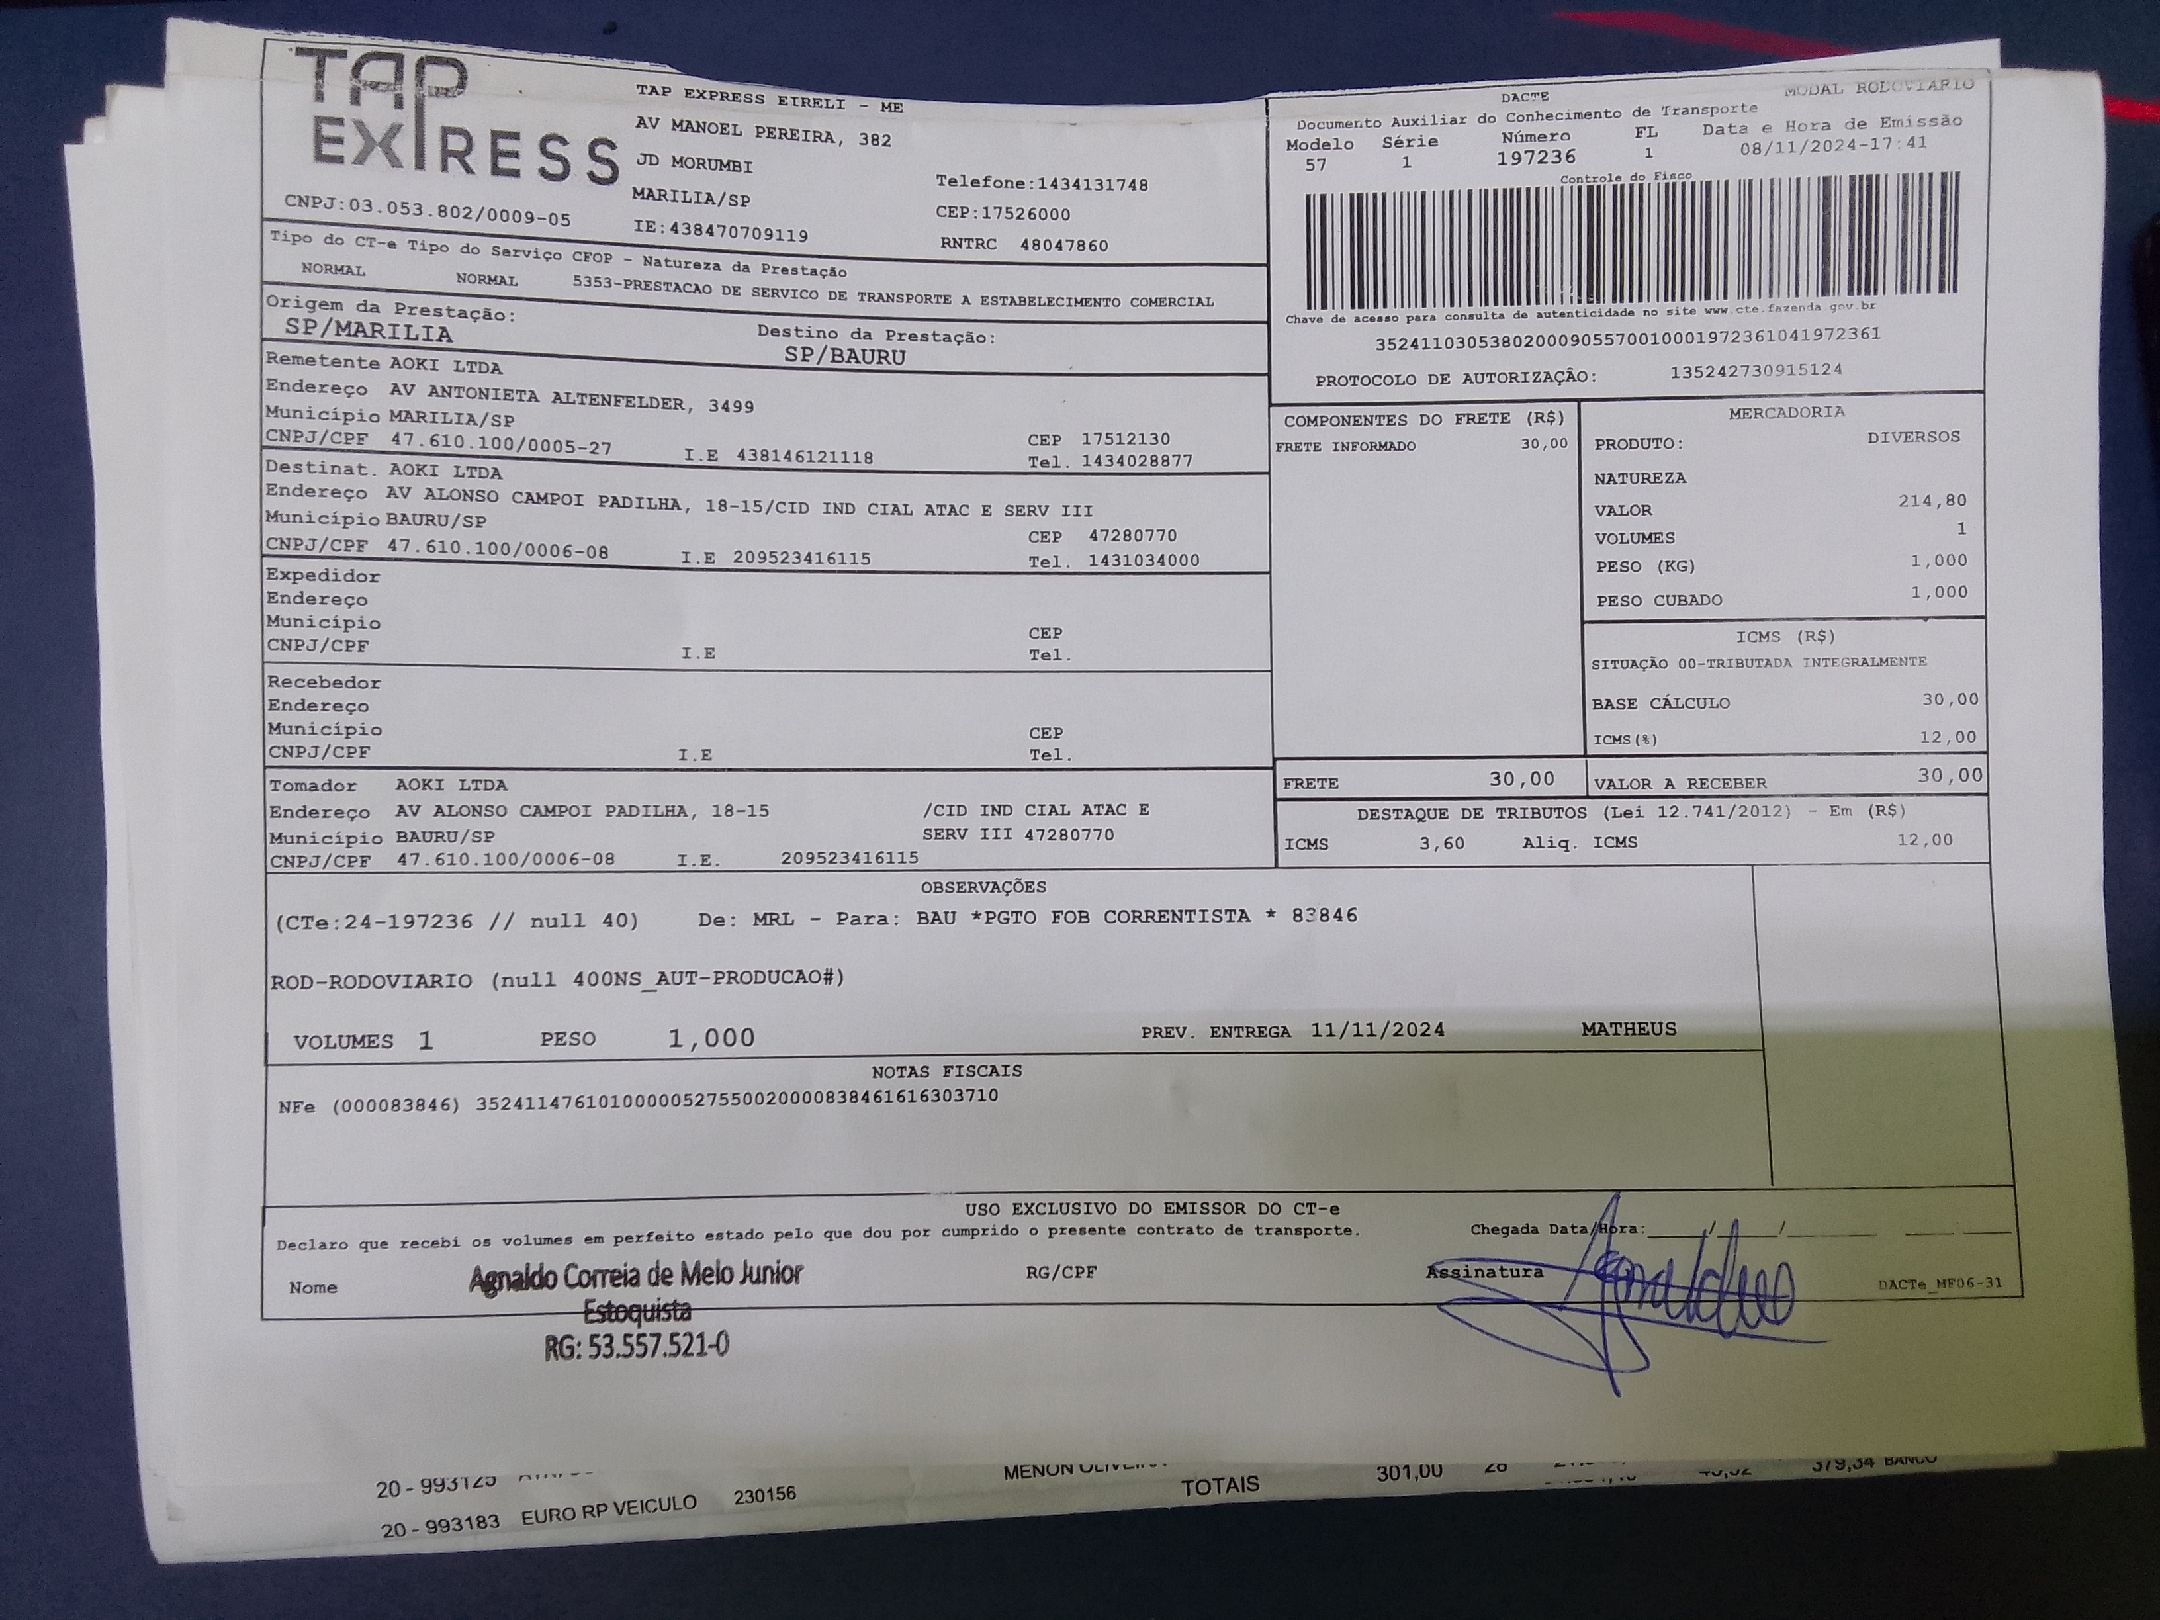 TAP
EXPRESS
TAP EXPRESS EIRELI - ME
AV MANOEL PEREIRA, 382
JD MORUMBI
MARILIA/SP
Telefone:1434131748
CEP:17526000
CNPJ:03.053.802/0009-05
IE:438470709119
RNTRC 48047860
DACTE
MODAL RODOVIARIO
Documento Auxiliar do Conhecimento de Transporte
Modelo Série Número FL Data e Hora de Emissão
57 1 197236 1 08/11/2024-17:41
Controle do Fisco
Chave de acesso para consulta de autenticidade no site www.cte.fazenda.gov.br
35241103053802000905570010001972361041972361
PROTOCOLO DE AUTORIZAÇÃO: 135242730915124
Tipo do CT-e Tipo do Serviço CFOP - Natureza da Prestação
NORMAL NORMAL 5353-PRESTACAO DE SERVICO DE TRANSPORTE A ESTABELECIMENTO COMERCIAL
Origem da Prestação: Destino da Prestação:
SP/MARILIA SP/BAURU
Remetente AOKI LTDA
Endereço AV ANTONIETA ALTENFELDER, 3499
Município MARILIA/SP CEP 17512130
CNPJ/CPF 47.610.100/0005-27 I.E 438146121118 Tel. 1434028877
Destinat. AOKI LTDA
Endereço AV ALONSO CAMPOI PADILHA, 18-15/CID IND CIAL ATAC E SERV III
Município BAURU/SP CEP 47280770
CNPJ/CPF 47.610.100/0006-08 I.E 209523416115 Tel. 1431034000
Expedidor
Endereço
Município CEP
CNPJ/CPF I.E Tel.
Recebedor
Endereço
Município CEP
CNPJ/CPF I.E Tel.
Tomador AOKI LTDA
Endereço AV ALONSO CAMPOI PADILHA, 18-15 /CID IND CIAL ATAC E
Município BAURU/SP SERV III 47280770
CNPJ/CPF 47.610.100/0006-08 I.E. 209523416115
COMPONENTES DO FRETE (R$)
FRETE INFORMADO 30,00
MERCADORIA
PRODUTO: DIVERSOS
NATUREZA
VALOR 214,80
VOLUMES 1
PESO (KG) 1,000
PESO CUBADO 1,000
ICMS (R$)
SITUAÇÃO 00-TRIBUTADA INTEGRALMENTE
BASE CÁLCULO 30,00
ICMS(%) 12,00
FRETE 30,00 VALOR A RECEBER 30,00
DESTAQUE DE TRIBUTOS (Lei 12.741/2012) - Em (R$)
ICMS 3,60 Aliq. ICMS 12,00
OBSERVAÇÕES
(CTe:24-197236 // null 40) De: MRL - Para: BAU *PGTO FOB CORRENTISTA * 83846
ROD-RODOVIARIO (null 400NS_AUT-PRODUCAO#)
VOLUMES 1 PESO 1,000 PREV. ENTREGA 11/11/2024 MATHEUS
NOTAS FISCAIS
NFe (000083846) 35241147610100000527550020000838461616303710
USO EXCLUSIVO DO EMISSOR DO CT-e
Declaro que recebi os volumes em perfeito estado pelo que dou por cumprido o presente contrato de transporte. Chegada Data/Hora:____/____/______ ____ ____
Nome Agnaldo Correia de Melo Junior RG/CPF Assinatura DACTe_MF06-31
Estoquista
RG: 53.557.521-0
20 - 993125 301,00 379,34 BANCO
20 - 993183 EURO RP VEICULO 230156 TOTAIS